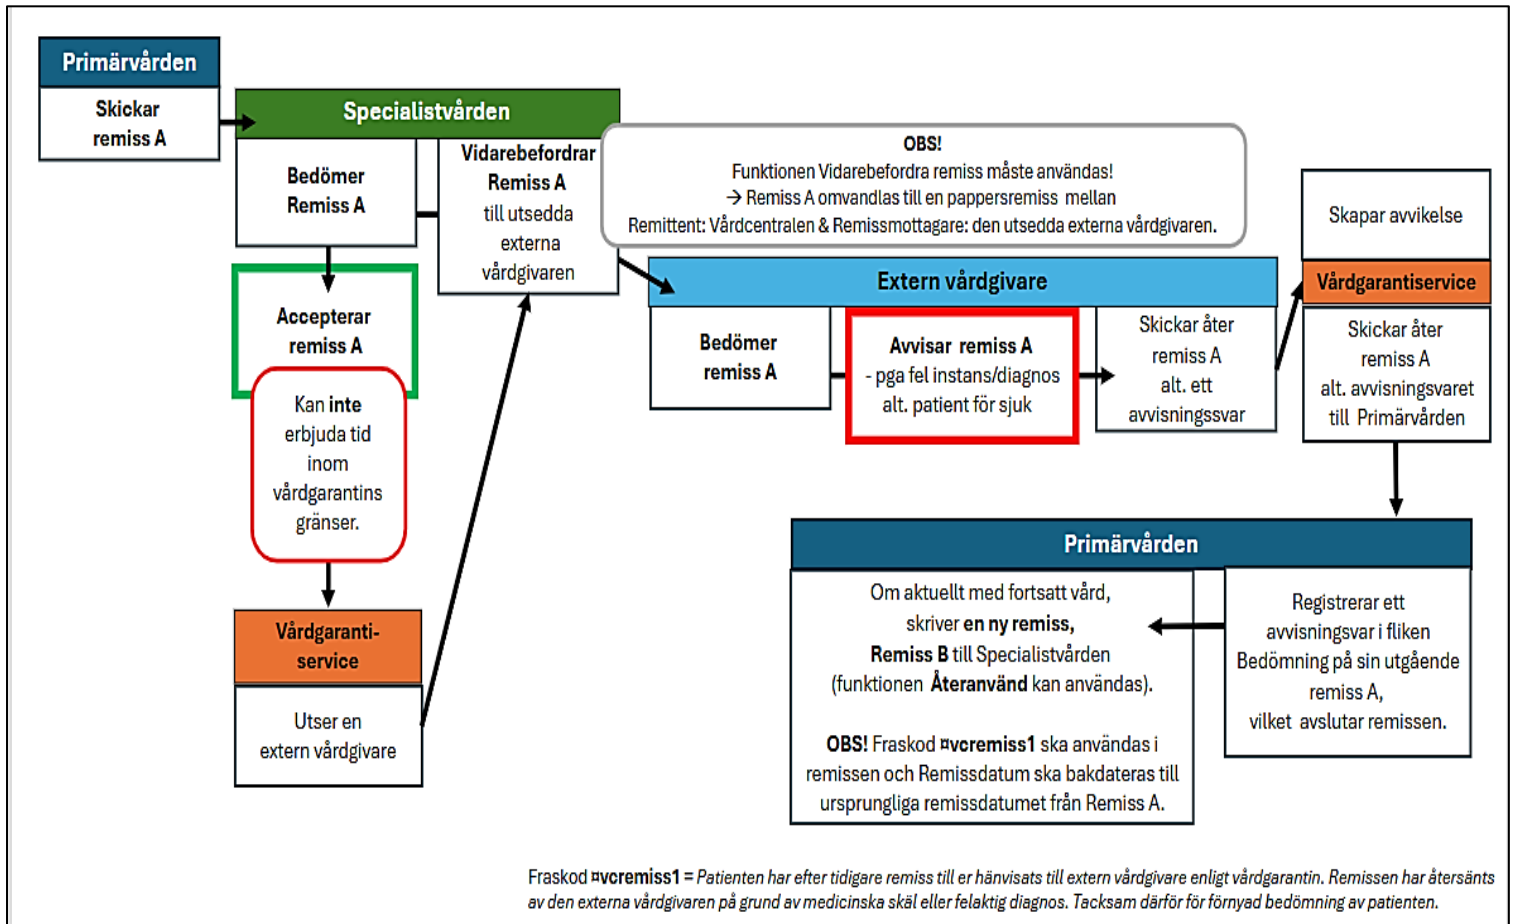 Primärvården
Skickar
remiss A
Specialistvården
Bedömer
Remiss A
Vidarebefordrar
Remiss A
till utsedda
externa
vårdgivaren
OBS!
Funktionen Vidarebefordra remiss måste användas!
→ Remiss A omvandlas till en pappersremiss mellan
Remittent: Vårdcentralen & Remissmottagare: den utsedda externa vårdgivaren.
Accepterar
remiss A
Kan inte
erbjuda tid
inom
vårdgarantins
gränser.
Vårdgaranti-
service
Utser en
extern vårdgivare
Extern vårdgivare
Bedömer
remiss A
Avvisar remiss A
- pga fel instans/diagnos
alt. patient för sjuk
Skickar åter
remiss A
alt. ett
avvisningssvar
Skapar avvikelse
Vårdgarantiservice
Skickar åter
remiss A
alt. avvisningsvaret
till Primärvården
Primärvården
Registrerar ett
avvisningsvar i fliken
Bedömning på sin utgående
remiss A,
vilket avslutar remissen.
Om aktuellt med fortsatt vård,
skriver en ny remiss,
Remiss B till Specialistvården
(funktionen Återanvänd kan användas).
OBS! Fraskod ¤vcremiss1 ska användas i
remissen och Remissdatum ska bakdateras till
ursprungliga remissdatumet från Remiss A.
Fraskod ¤vcremiss1 = Patienten har efter tidigare remiss till er hänvisats till extern vårdgivare enligt vårdgarantin. Remissen har återsänts
av den externa vårdgivaren på grund av medicinska skäl eller felaktig diagnos. Tacksam därför för förnyad bedömning av patienten.